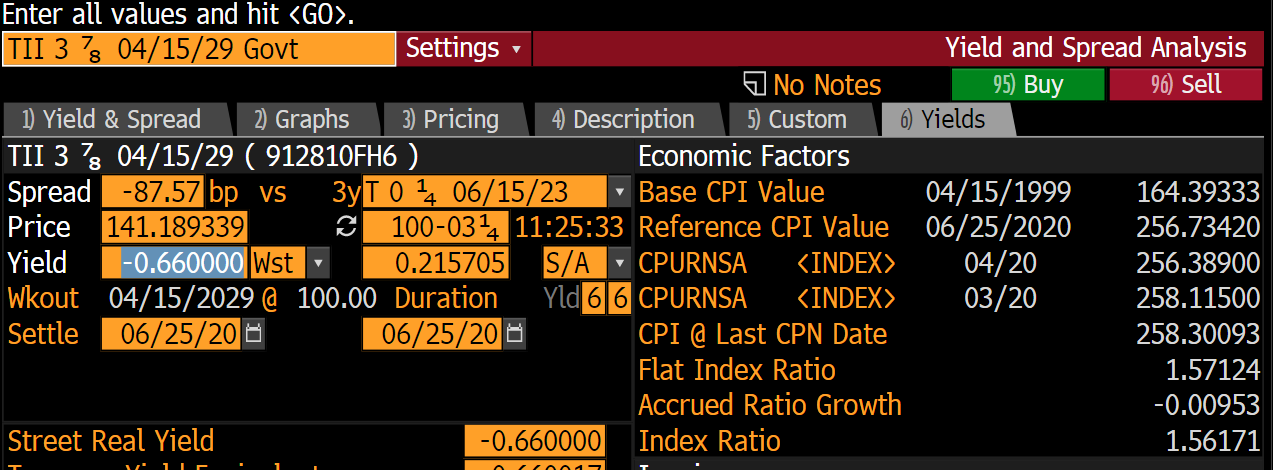 Enter all values and hit <GO>.
TII 3 ⅞ 04/15/29 Govt Settings Yield and Spread Analysis
No Notes 95) Buy 96) Sell
1) Yield & Spread 2) Graphs 3) Pricing 4) Description 5) Custom 6) Yields
TII 3 ⅞ 04/15/29 ( 912810FH6 ) Economic Factors
Spread -87.57 bp vs 3y T 0 ¼ 06/15/23 Base CPI Value 04/15/1999 164.39333
Price 141.189339 100-03¼ 11:25:33 Reference CPI Value 06/25/2020 256.73420
Yield -0.660000 Wst 0.215705 S/A CPURNSA <INDEX> 04/20 256.38900
Wkout 04/15/2029 @ 100.00 Duration Yld 6 6 CPURNSA <INDEX> 03/20 258.11500
Settle 06/25/20 06/25/20 CPI @ Last CPN Date 258.30093
Flat Index Ratio 1.57124
Accrued Ratio Growth -0.00953
Street Real Yield -0.660000 Index Ratio 1.56171